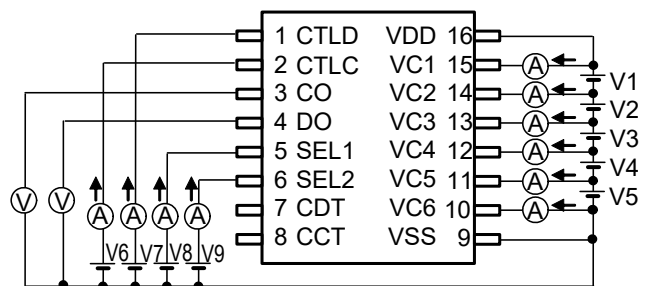 1 CTLD VDD 16
2 CTLC VC1 15 A
3 CO VC2 14 A V1
4 DO VC3 13 A V2
5 SEL1 VC4 12 A V3
6 SEL2 VC5 11 A V4
V V A A A A 7 CDT VC6 10 A V5
8 CCT VSS 9
V6 V7 V8 V9